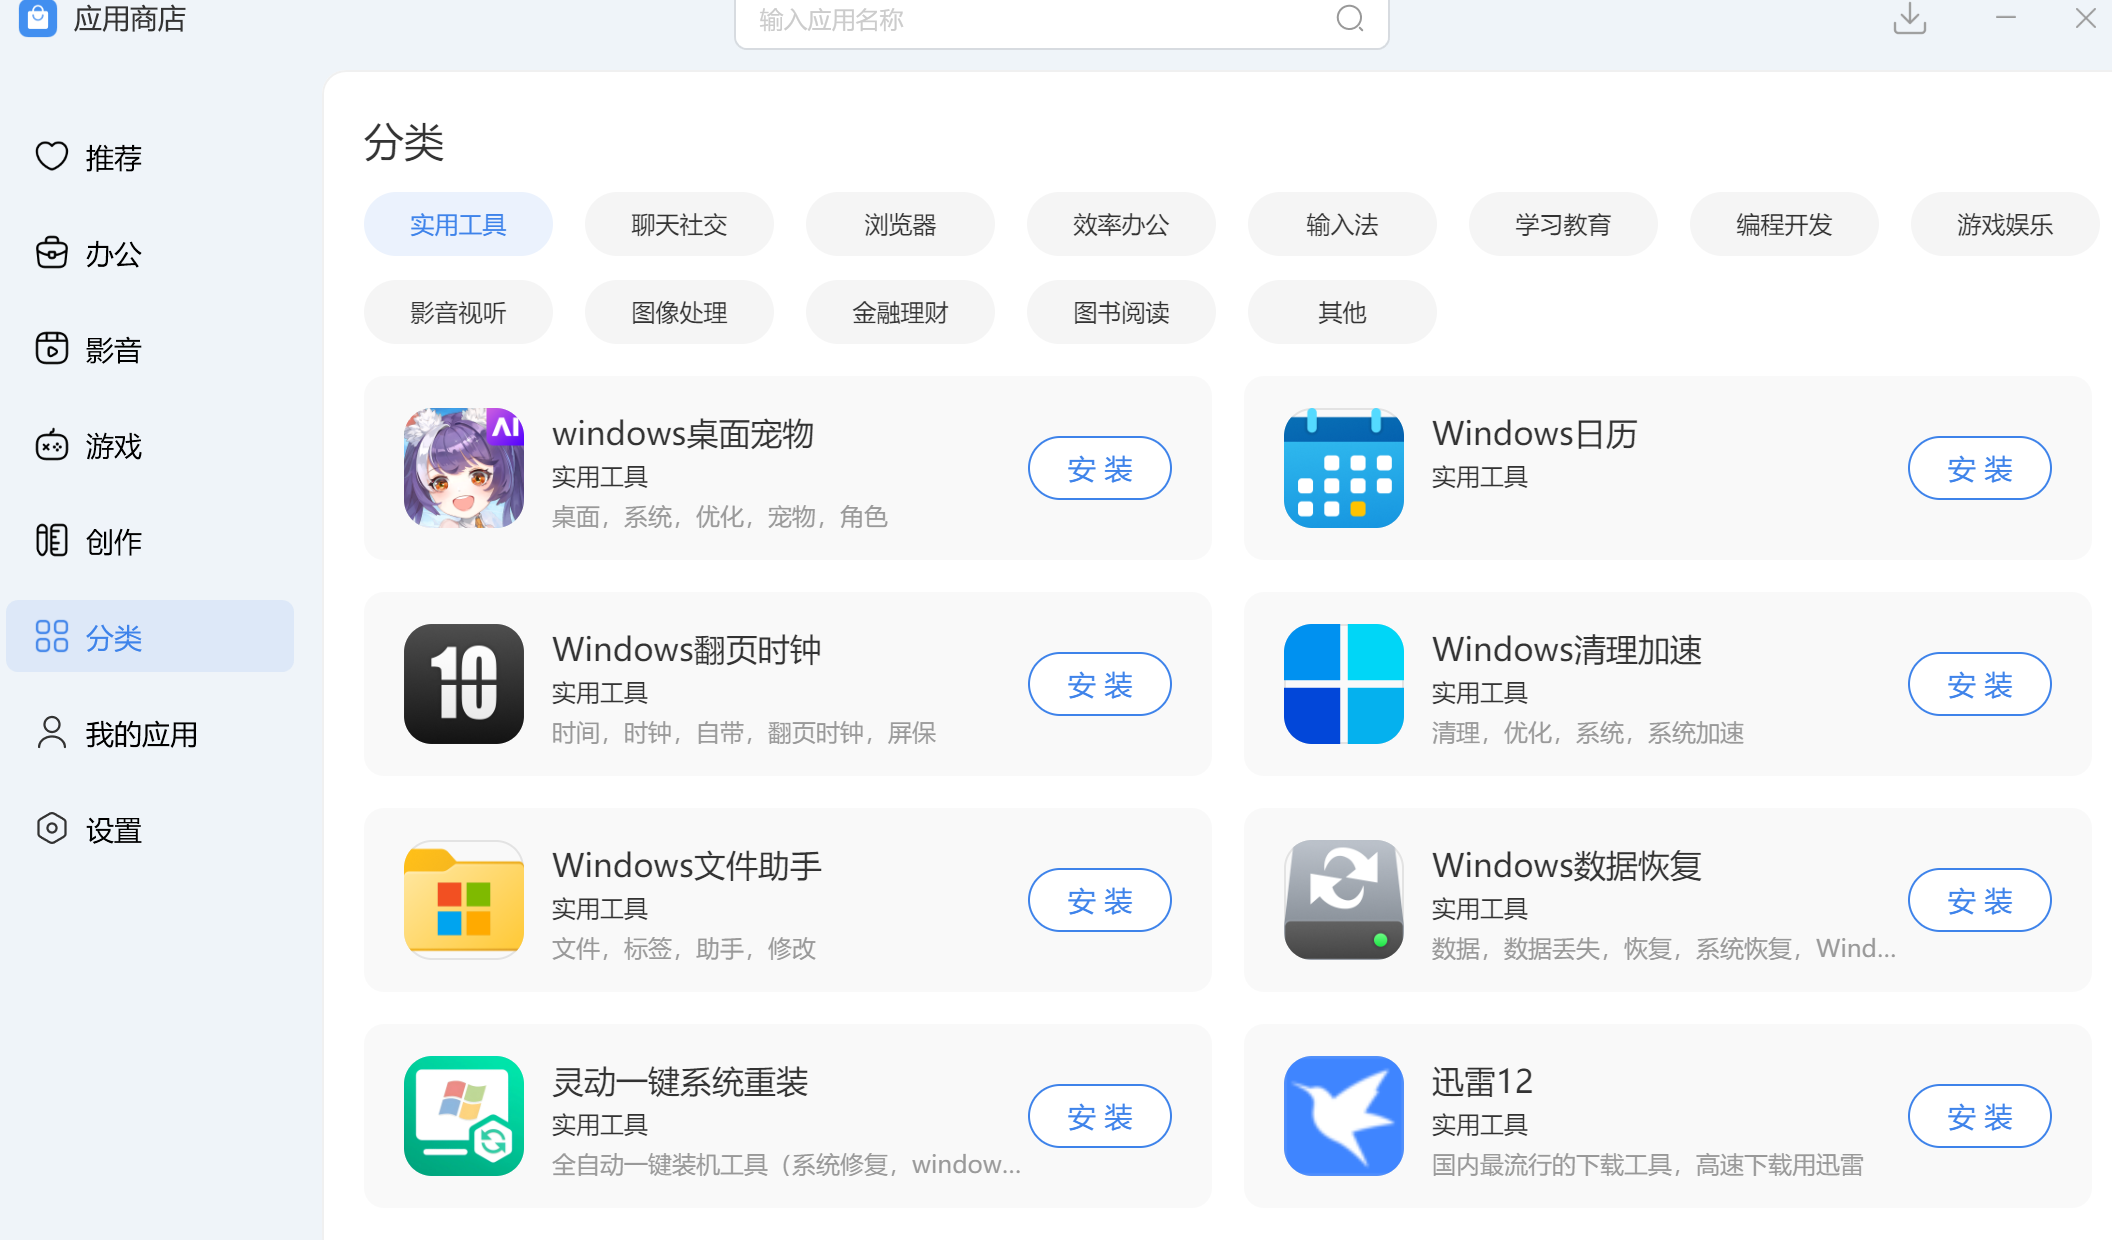 应用商店
输入应用名称
推荐
办公
影音
游戏
创作
分类
我的应用
设置
分类
实用工具
聊天社交
浏览器
效率办公
输入法
学习教育
编程开发
游戏娱乐
影音视听
图像处理
金融理财
图书阅读
其他
AI
windows桌面宠物
实用工具
桌面，系统，优化，宠物，角色
安 装
Windows日历
实用工具
安 装
10
Windows翻页时钟
实用工具
时间，时钟，自带，翻页时钟，屏保
安 装
Windows清理加速
实用工具
清理，优化，系统，系统加速
安 装
Windows文件助手
实用工具
文件，标签，助手，修改
安 装
Windows数据恢复
实用工具
数据，数据丢失，恢复，系统恢复，Wind...
安 装
灵动一键系统重装
实用工具
全自动一键装机工具（系统修复，window...
安 装
迅雷12
实用工具
国内最流行的下载工具，高速下载用迅雷
安 装